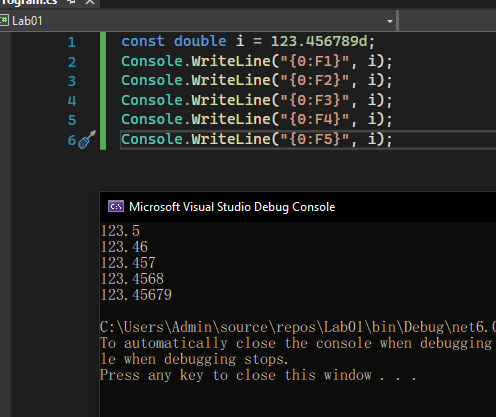 rogram.cs
Lab01
1 const double i = 123.456789d;
2 Console.WriteLine("{0:F1}", i);
3 Console.WriteLine("{0:F2}", i);
4 Console.WriteLine("{0:F3}", i);
5 Console.WriteLine("{0:F4}", i);
6 Console.WriteLine("{0:F5}", i);
Microsoft Visual Studio Debug Console
123.5
123.46
123.457
123.4568
123.45679
C:\Users\Admin\source\repos\Lab01\bin\Debug\net6.0
To automatically close the console when debugging
le when debugging stops.
Press any key to close this window . . .